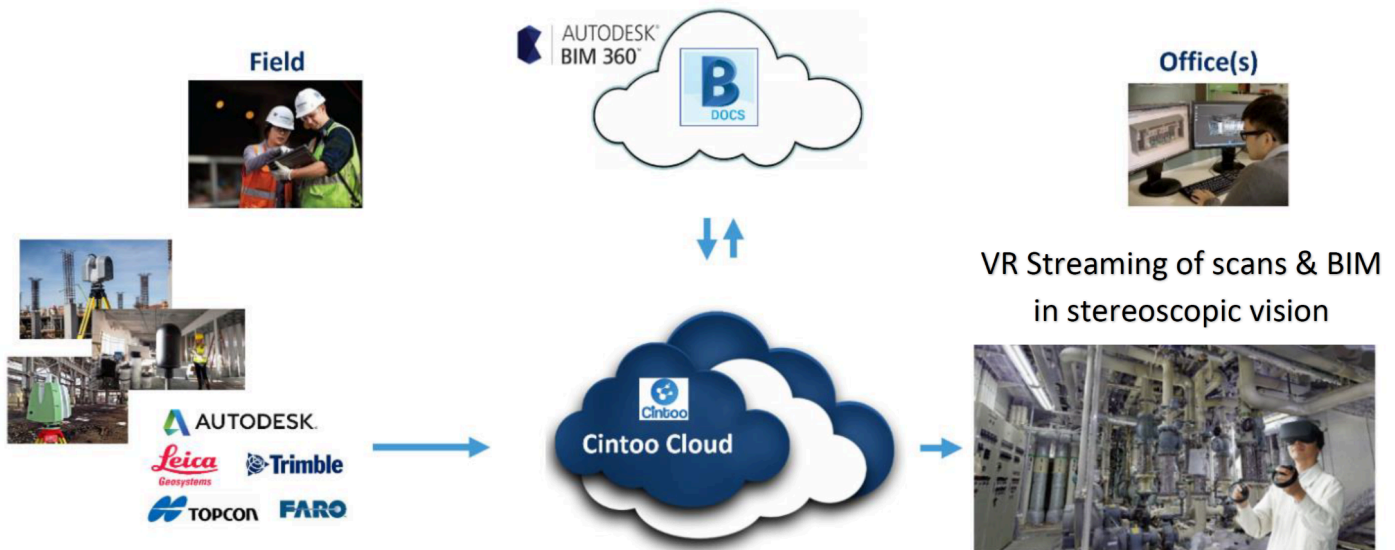 Field
AUTODESK®
BIM 360™
B
DOCS
Office(s)
VR Streaming of scans & BIM
in stereoscopic vision
AUTODESK.
Leica
Geosystems
Trimble
TOPCON
FARO
Cintoo
Cintoo Cloud